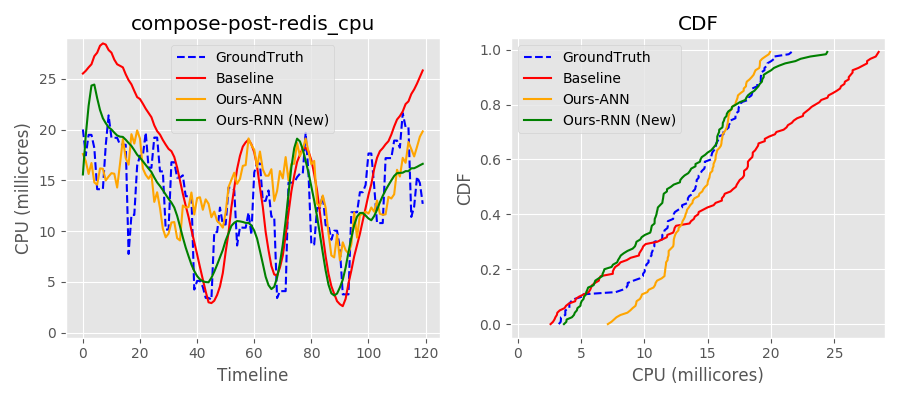 compose-post-redis_cpu
CPU (millicores)
25
20
15
10
5
0
GroundTruth
Baseline
Ours-ANN
Ours-RNN (New)
0 20 40 60 80 100 120
Timeline
CDF
CDF
1.0
0.8
0.6
0.4
0.2
0.0
GroundTruth
Baseline
Ours-ANN
Ours-RNN (New)
0 5 10 15 20 25
CPU (millicores)